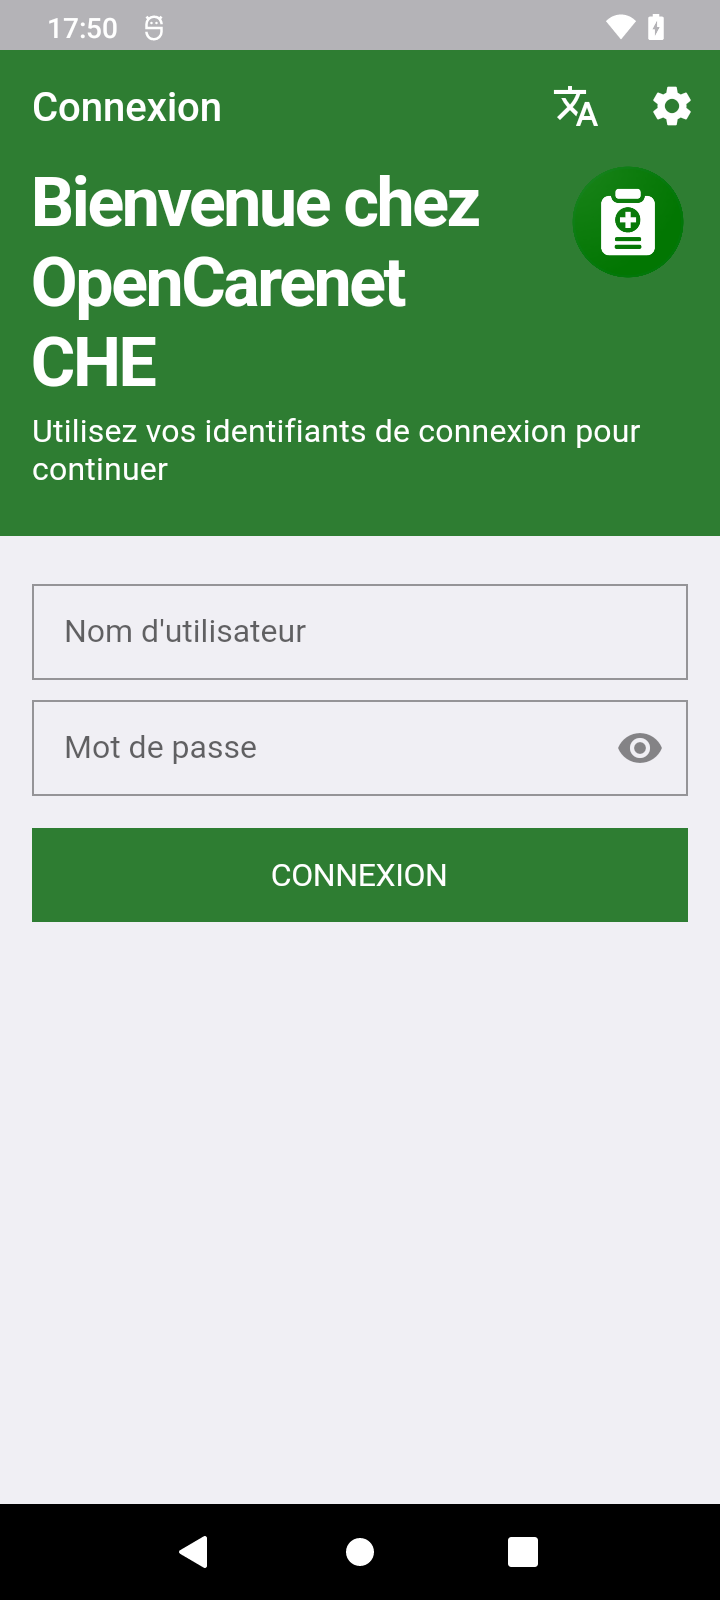 17:50
Connexion
Bienvenue chez
OpenCarenet
CHE
Utilisez vos identifiants de connexion pour
continuer
Nom d'utilisateur
Mot de passe
CONNEXION